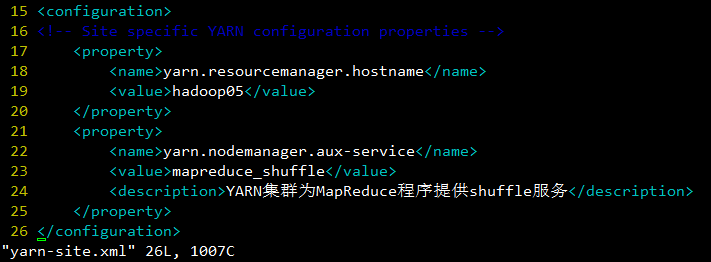 15 <configuration>
16 <!-- Site specific YARN configuration properties -->
17     <property>
18         <name>yarn.resourcemanager.hostname</name>
19         <value>hadoop05</value>
20     </property>
21     <property>
22         <name>yarn.nodemanager.aux-service</name>
23         <value>mapreduce_shuffle</value>
24         <description>YARN集群为MapReduce程序提供shuffle服务</description>
25     </property>
26 </configuration>
"yarn-site.xml" 26L, 1007C